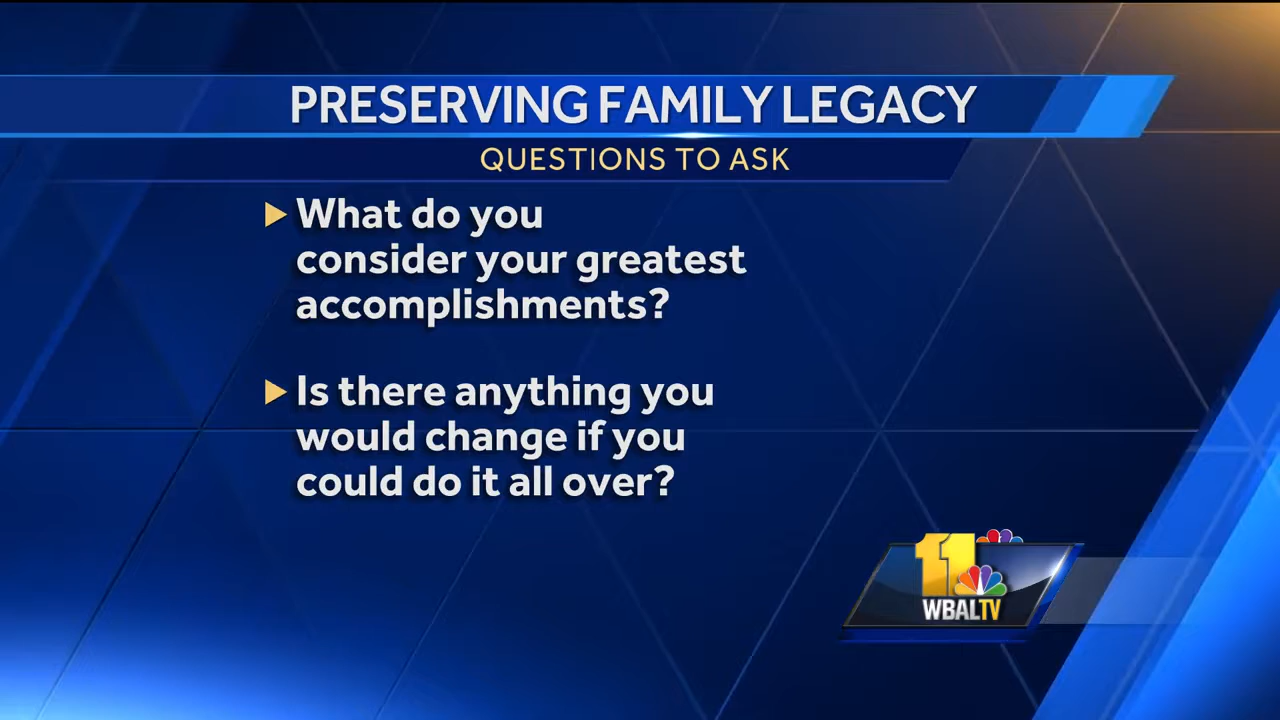 PRESERVING FAMILY LEGACY
QUESTIONS TO ASK
What do you
consider your greatest
accomplishments?
Is there anything you
would change if you
could do it all over?
11
WBALTV